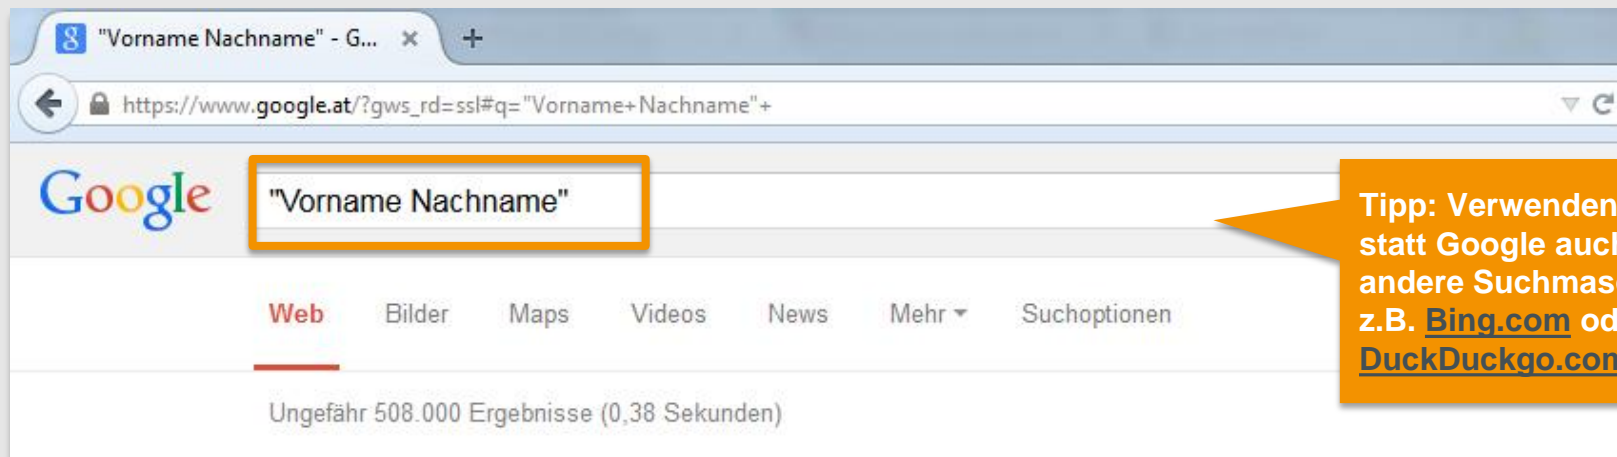 "Vorname Nachname" - G...
https://www.google.at/?gws_rd=ssl#q="Vorname+Nachname"+
Google
"Vorname Nachname"
Tipp: Verwenden
statt Google auch
andere Suchmasc
z.B. Bing.com od
DuckDuckgo.com
Web Bilder Maps Videos News Mehr Suchoptionen
Ungefähr 508.000 Ergebnisse (0,38 Sekunden)